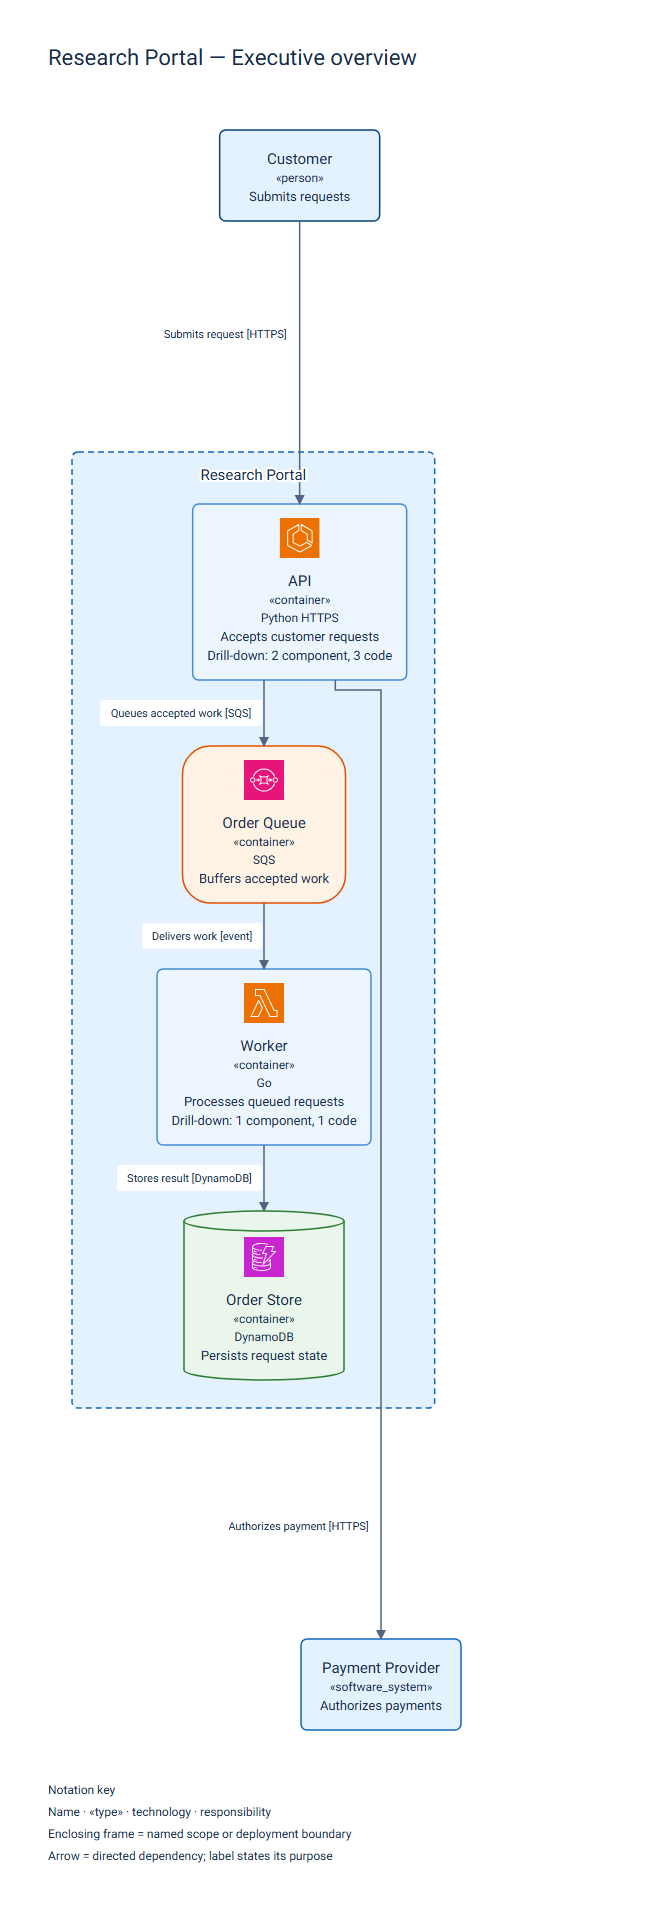 Research Portal — Executive overview
Customer
«person»
Submits requests
Submits request [HTTPS]
Research Portal
API
«container»
Python HTTPS
Accepts customer requests
Drill-down: 2 component, 3 code
Queues accepted work [SQS]
Order Queue
«container»
SQS
Buffers accepted work
Delivers work [event]
Worker
«container»
Go
Processes queued requests
Drill-down: 1 component, 1 code
Stores result [DynamoDB]
Order Store
«container»
DynamoDB
Persists request state
Authorizes payment [HTTPS]
Payment Provider
«software_system»
Authorizes payments
Notation key
Name · «type» · technology · responsibility
Enclosing frame = named scope or deployment boundary
Arrow = directed dependency; label states its purpose